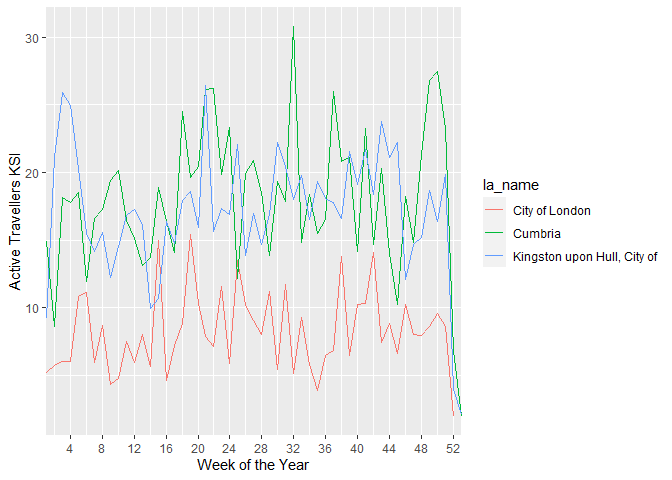 30
20
10
Active Travellers KSI
4 8 12 16 20 24 28 32 36 40 44 48 52
Week of the Year
la_name
City of London
Cumbria
Kingston upon Hull, City of